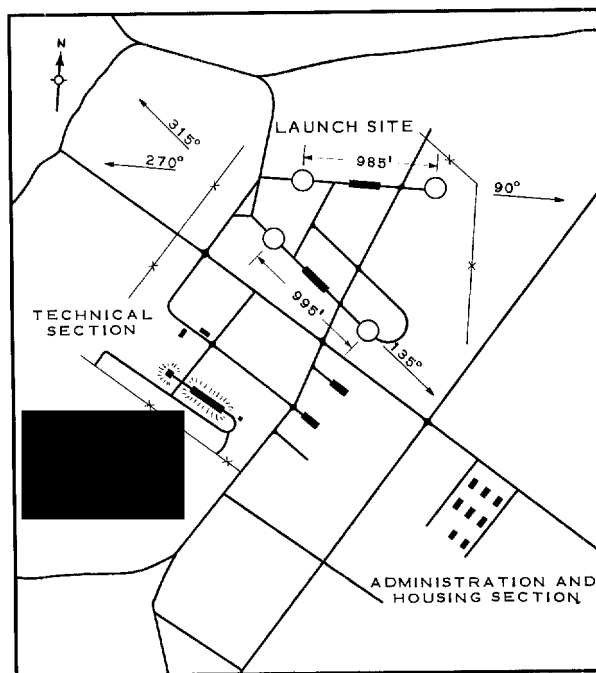 N
315°
270°
LAUNCH SITE
985'
90°
995'
135°
TECHNICAL
SECTION
ADMINISTRATION AND
HOUSING SECTION